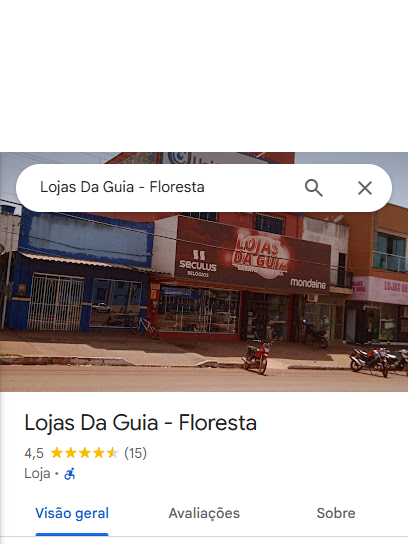 Lojas Da Guia - Floresta
LOJAS
DA GUIA
seculus
RELÓGIOS
mondaine
Lojas Da Guia - Floresta
4,5 (15)
Loja
Visão geral Avaliações Sobre